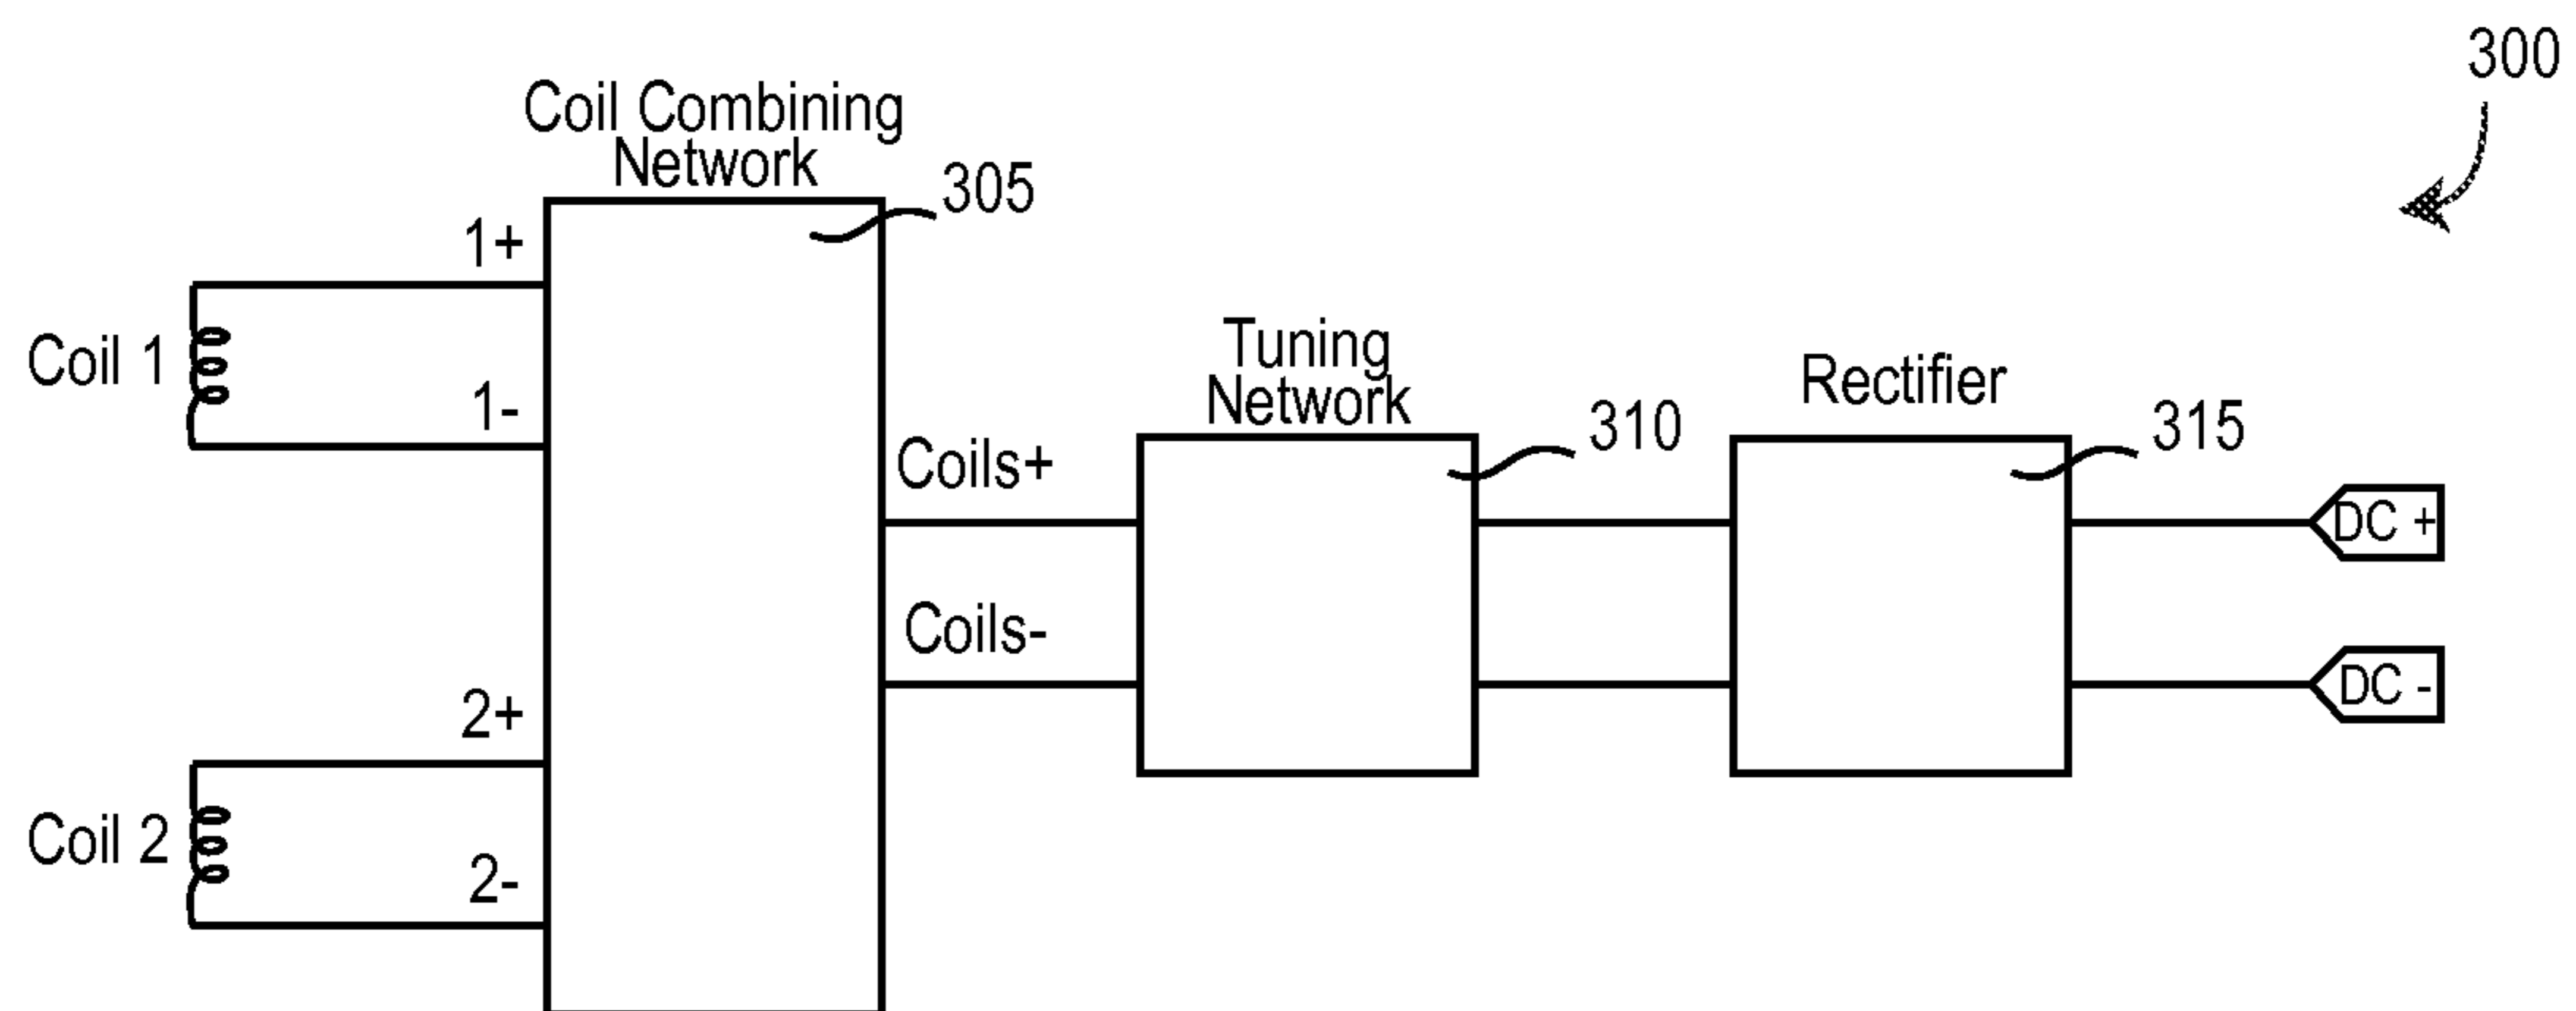 300
Coil Combining
Network
305
1+
Coil 1
1-
Tuning
Network
310
Rectifier
315
Coils+
DC +
Coils-
DC -
2+
Coil 2
2-